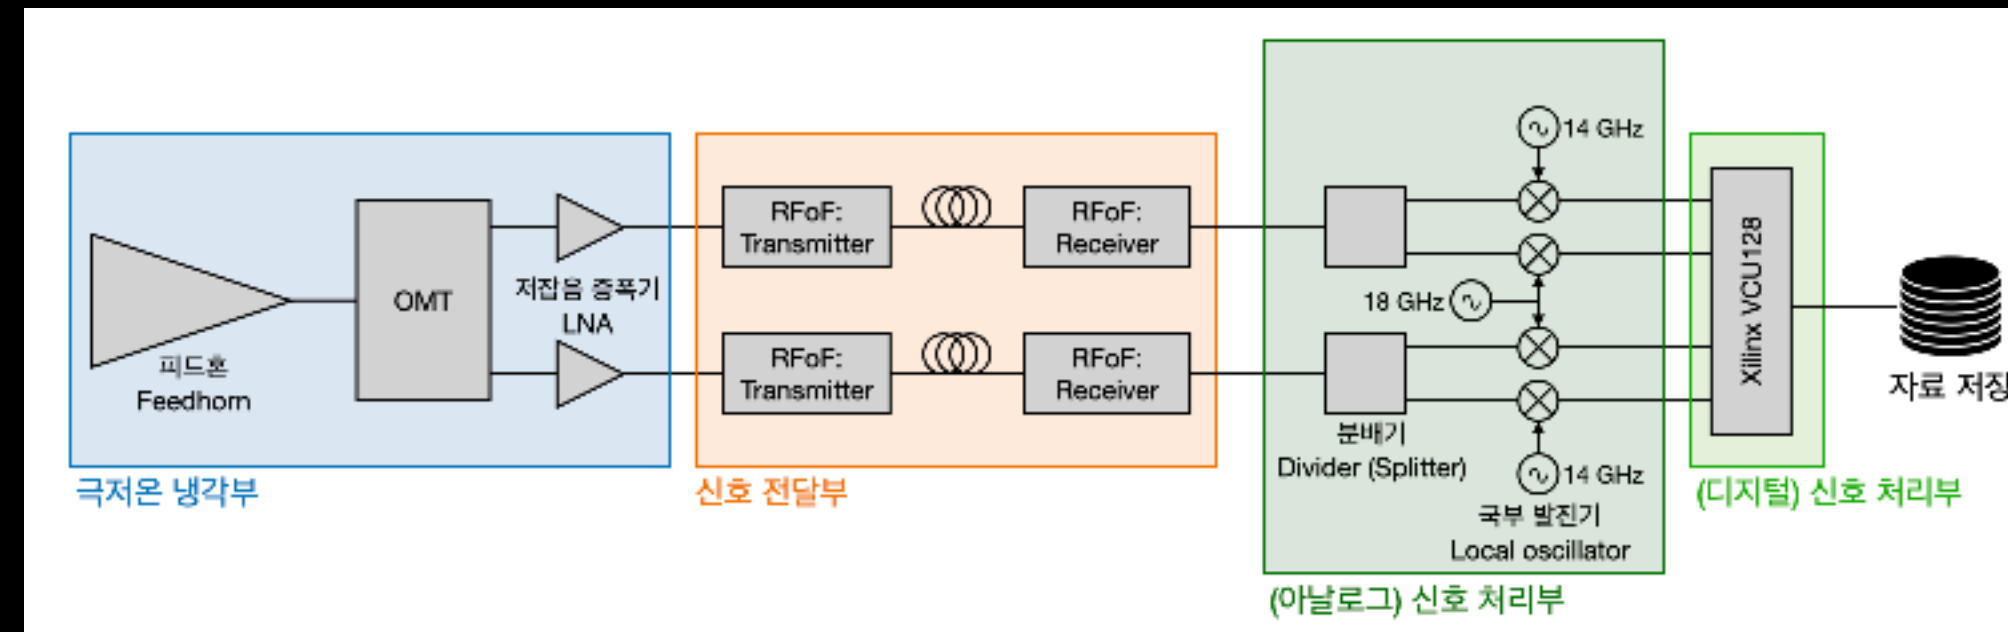 피드혼
Feedhorn
OMT
저잡음 증폭기
LNA
극저온 냉각부
RFoF:
Transmitter
RFoF:
Receiver
RFoF:
Transmitter
RFoF:
Receiver
신호 전달부
14 GHz
18 GHz
분배기
Divider (Splitter)
14 GHz
국부 발진기
Local oscillator
(아날로그) 신호 처리부
Xilinx VCU128
(디지털) 신호 처리부
자료 저장